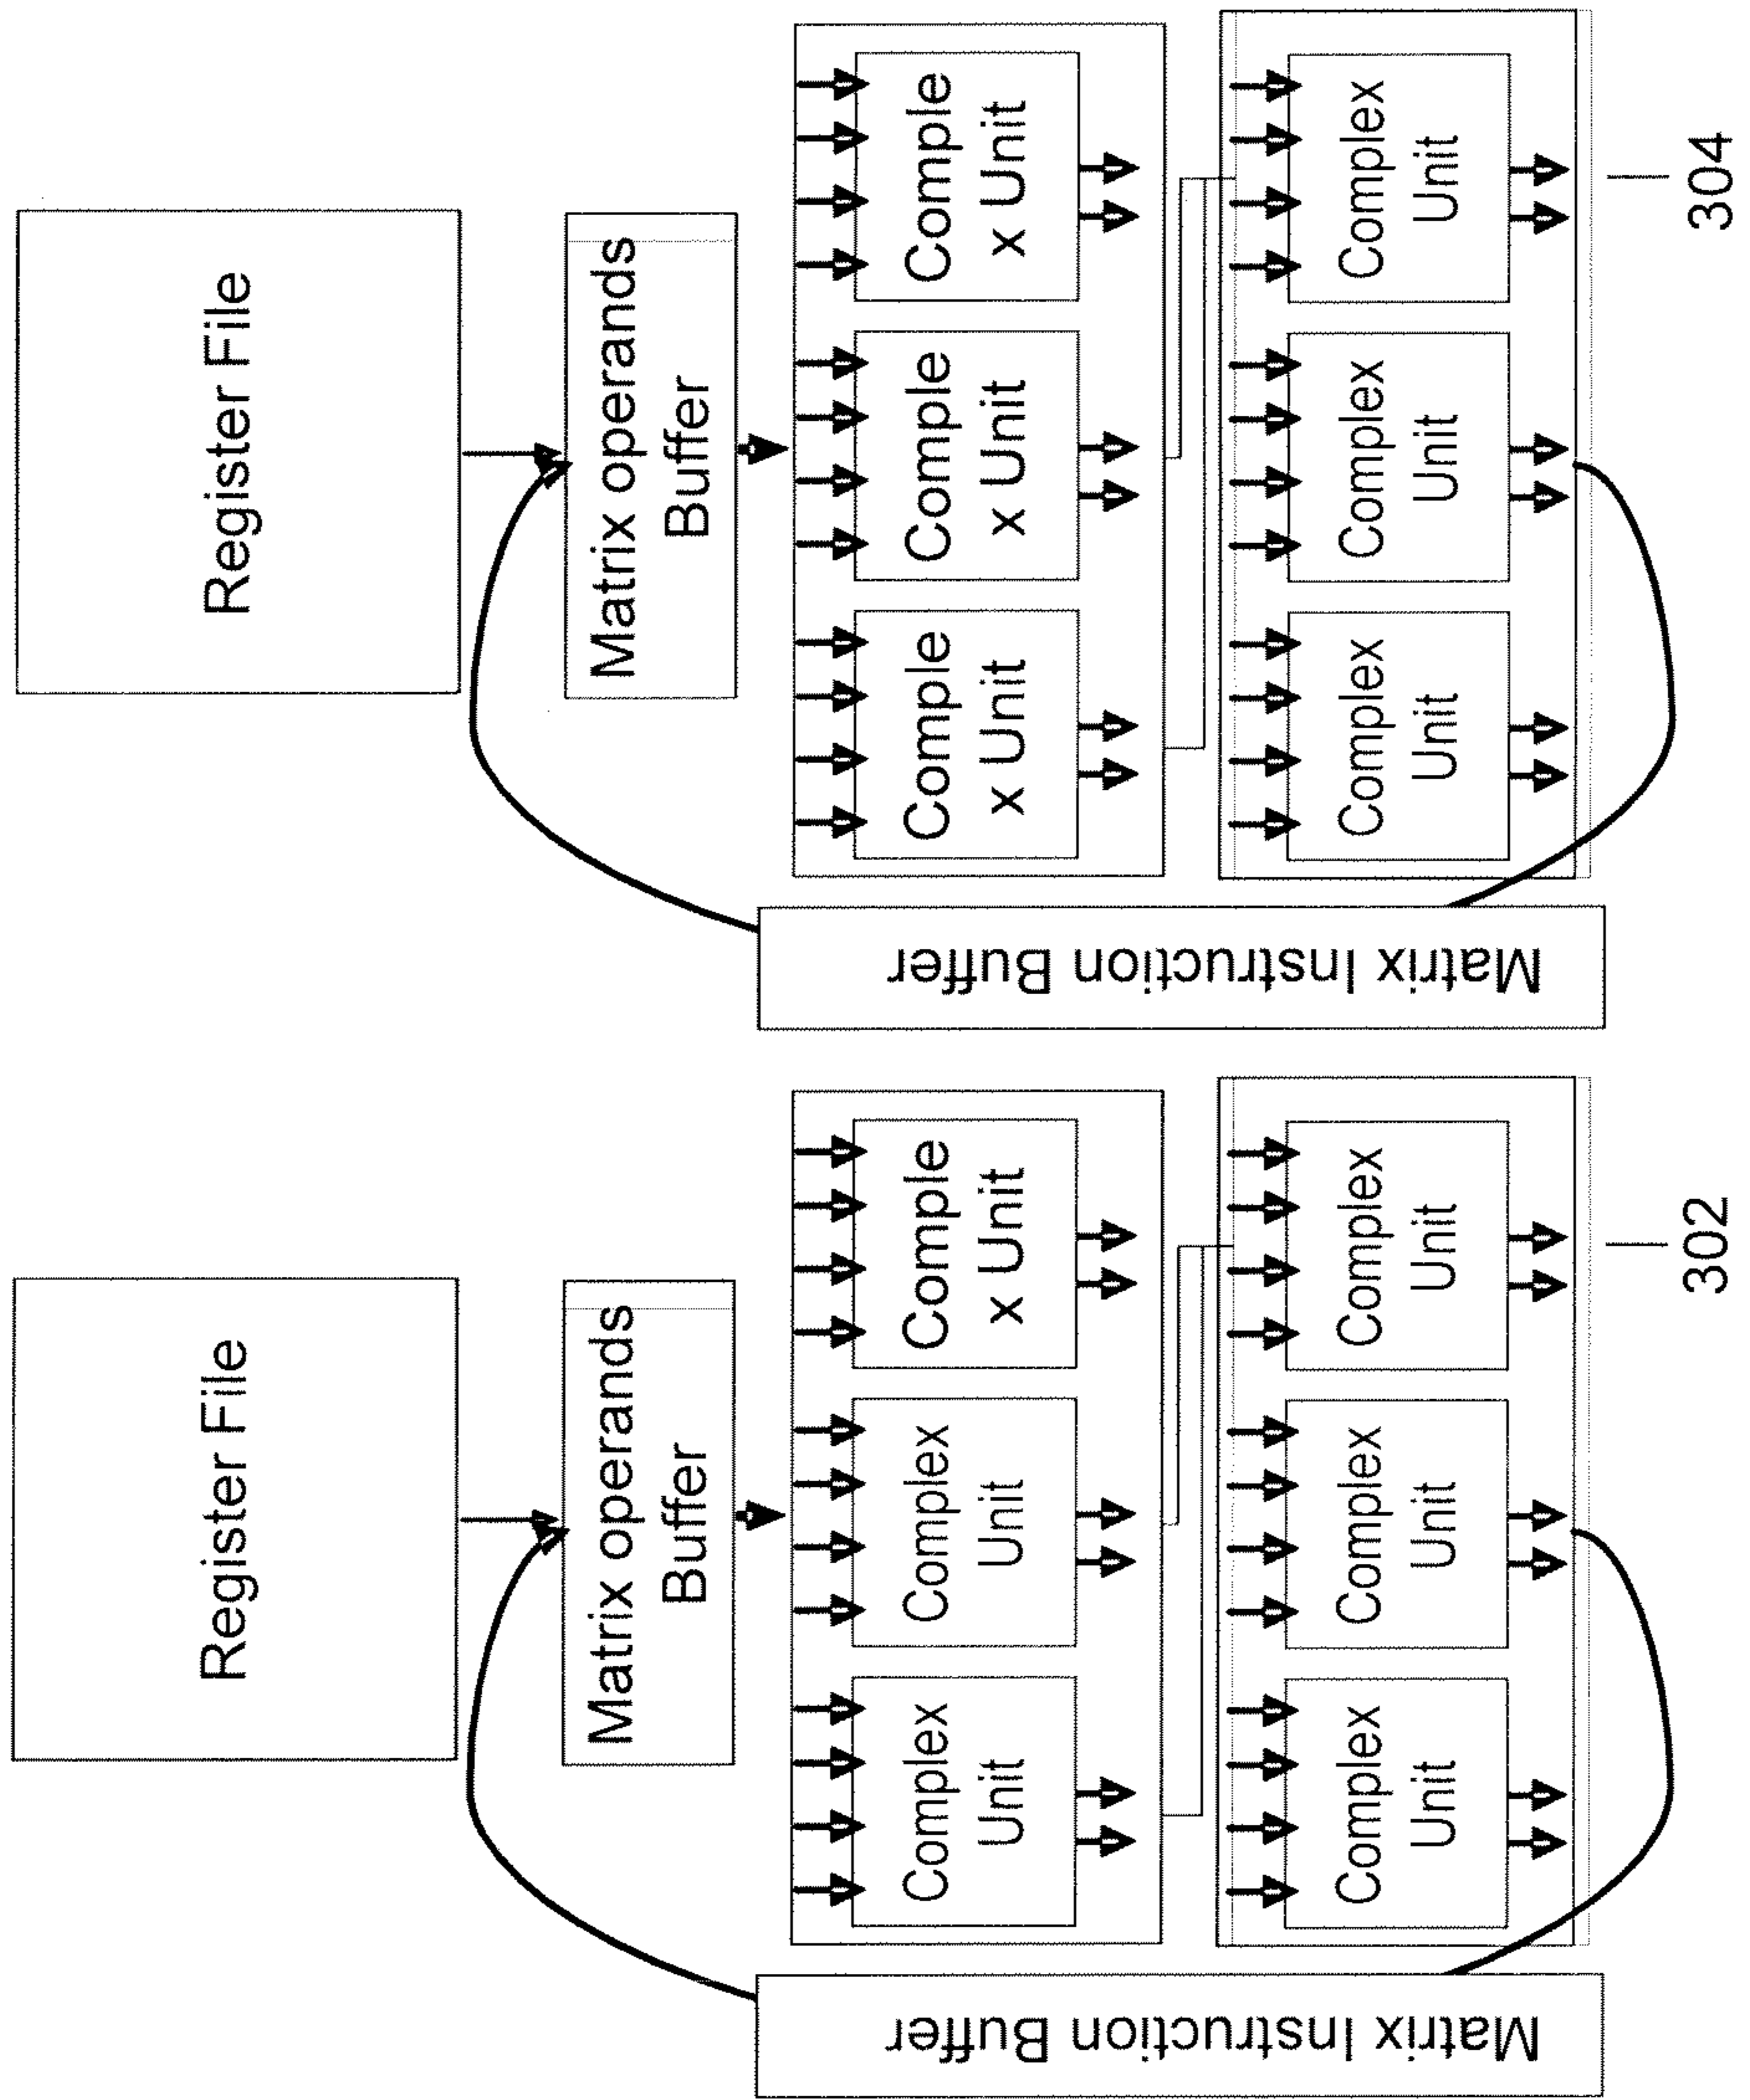 Register File
Matrix operands
Buffer
Matrix Instruction Buffer
Complex
Unit
Complex
Unit
Comple
x Unit
Complex
Unit
Complex
Unit
Complex
Unit
302
Register File
Matrix operands
Buffer
Matrix Instruction Buffer
Comple
x Unit
Comple
x Unit
Comple
x Unit
Complex
Unit
Complex
Unit
Complex
Unit
304